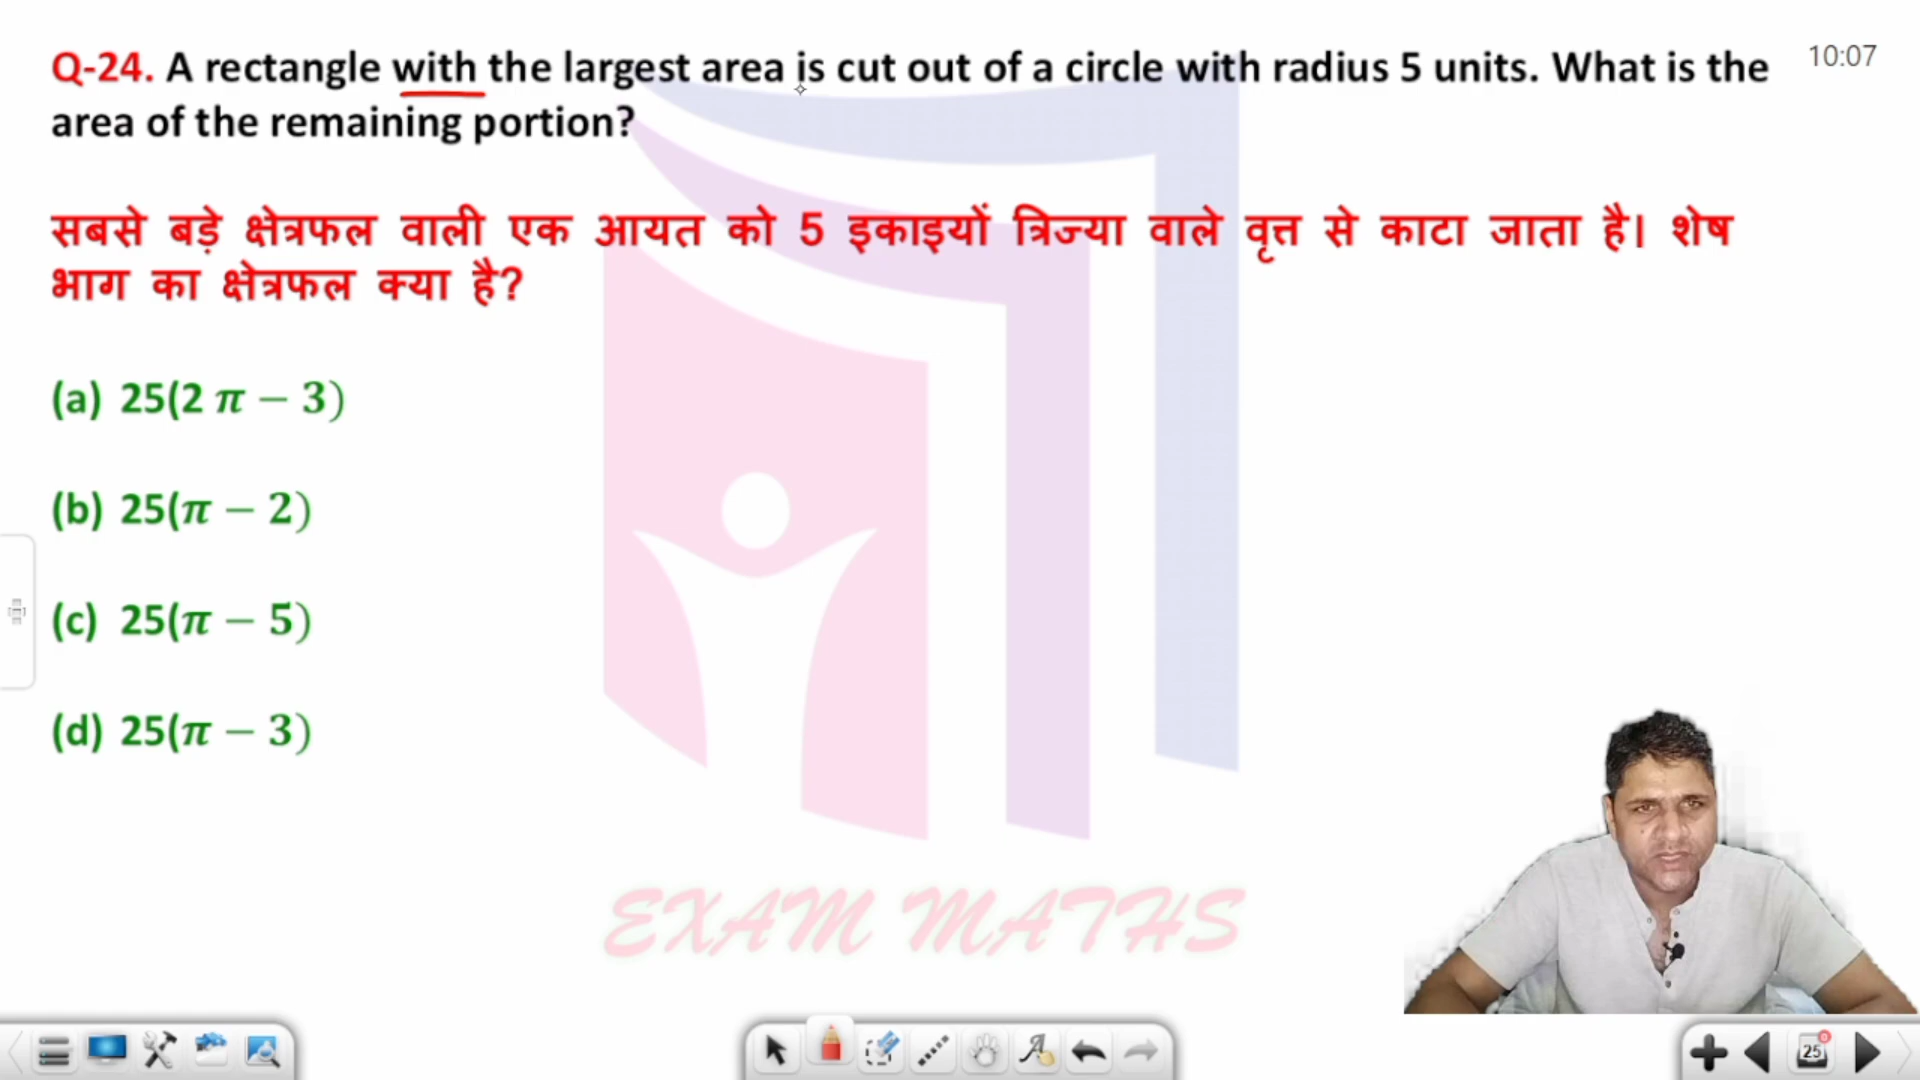 Q-24. A rectangle with the largest area is cut out of a circle with radius 5 units. What is the
area of the remaining portion?
10:07
सबसे बड़े क्षेत्रफल वाली एक आयत को 5 इकाइयों त्रिज्या वाले वृत्त से काटा जाता है। शेष
भाग का क्षेत्रफल क्या है?
(a) 25(2 π − 3)
(b) 25(π − 2)
(c) 25(π − 5)
(d) 25(π − 3)
EXAM MATHS
25
0